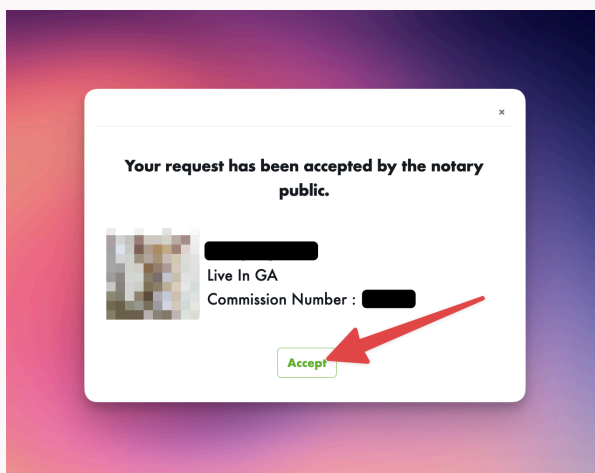 ×
Your request has been accepted by the notary
public.
Live In GA
Commission Number :
Accept